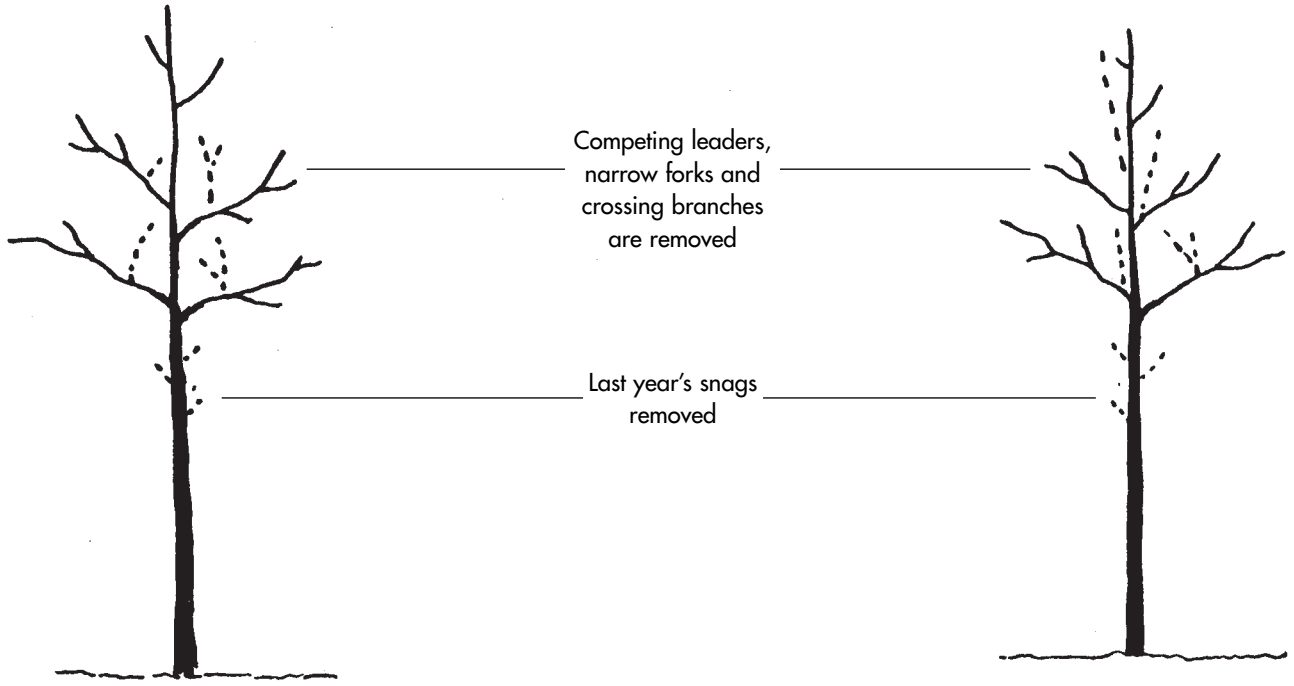 Competing leaders,
narrow forks and
crossing branches
are removed
Last year's snags
removed